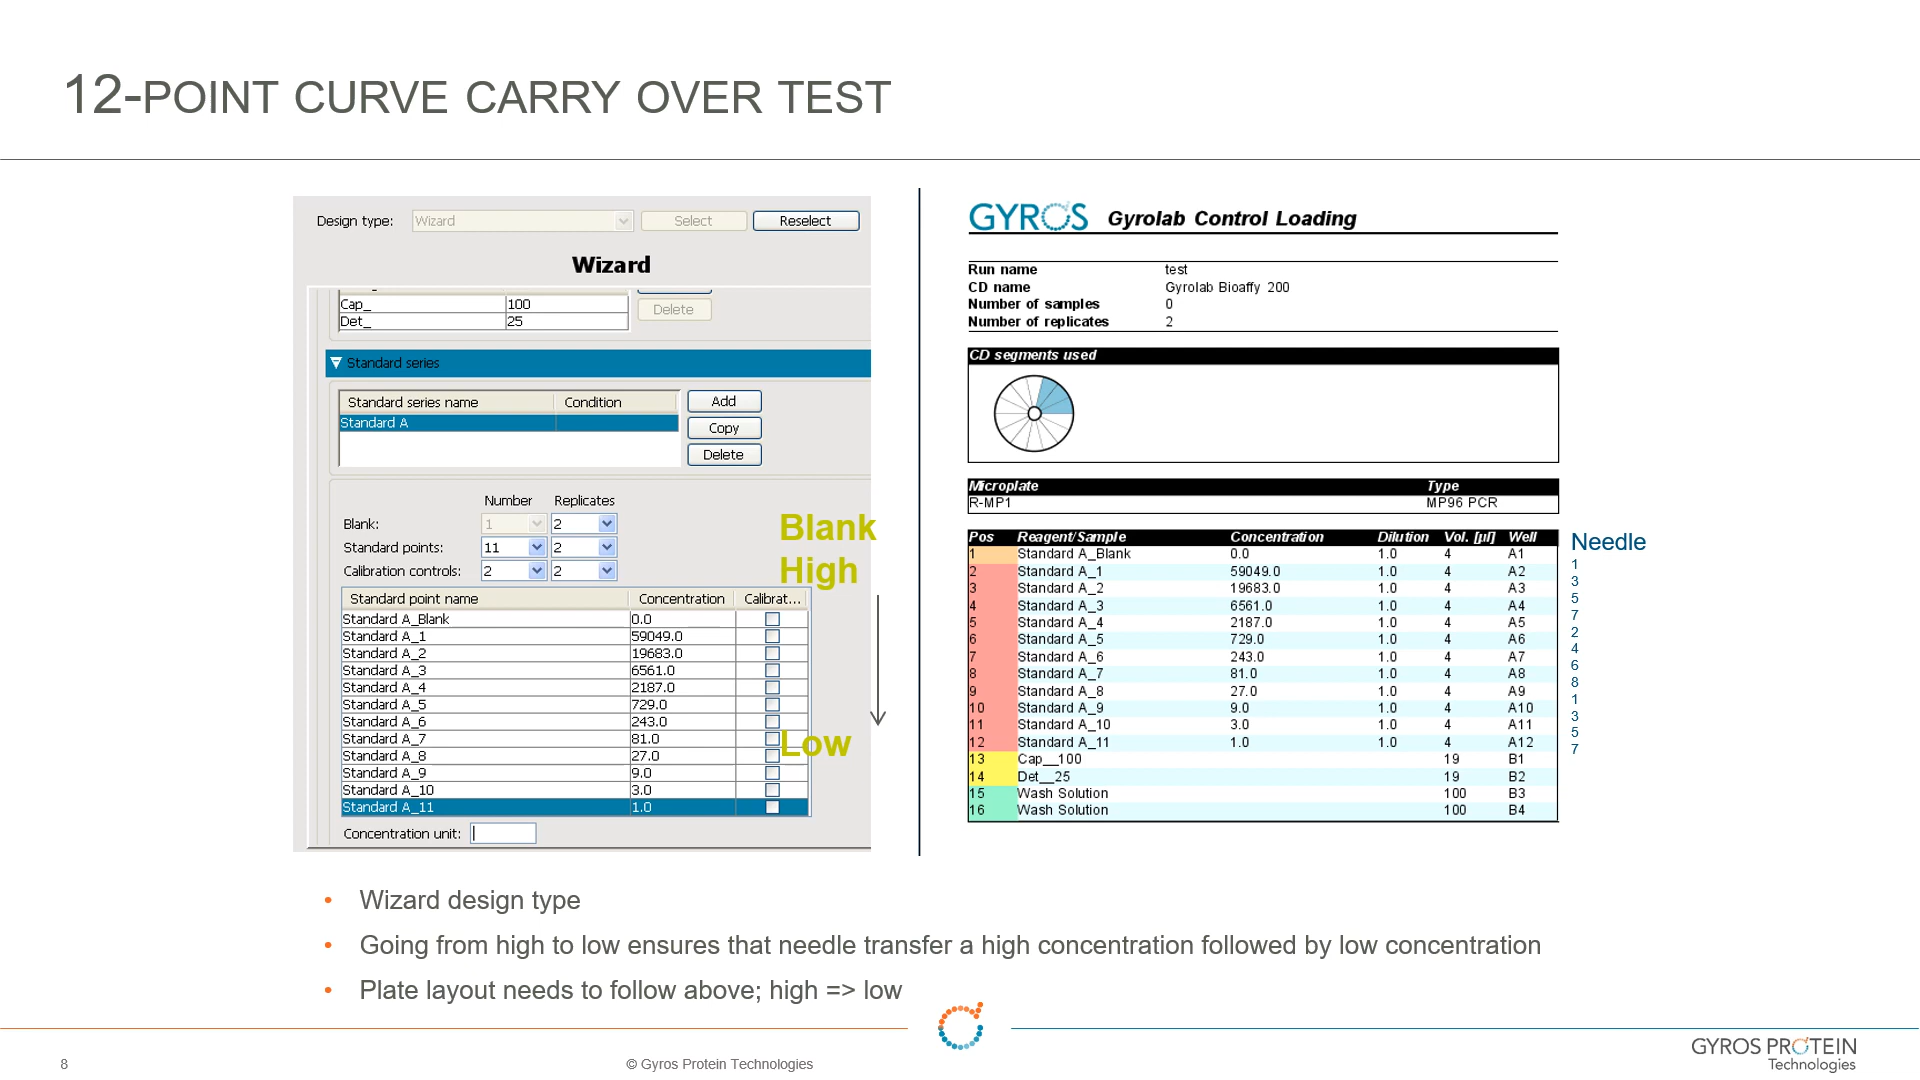 12-POINT CURVE CARRY OVER TEST
Design type: Wizard Select Reselect
Wizard
Cap_ 100
Det_ 25
Delete
Standard series
Standard series name Condition
Standard A
Add
Copy
Delete
Number Replicates
Blank: 1 2
Standard points: 11 2
Calibration controls: 2 2
Blank
High
Low
Standard point name Concentration Calibrat...
Standard A_Blank 0.0
Standard A_1 59049.0
Standard A_2 19683.0
Standard A_3 6561.0
Standard A_4 2187.0
Standard A_5 729.0
Standard A_6 243.0
Standard A_7 81.0
Standard A_8 27.0
Standard A_9 9.0
Standard A_10 3.0
Standard A_11 1.0
Concentration unit:
GYROS Gyrolab Control Loading
Run name test
CD name Gyrolab Bioaffy 200
Number of samples 0
Number of replicates 2
CD segments used
Microplate Type
R-MP1 MP96 PCR
Pos Reagent/Sample Concentration Dilution Vol. [µl] Well Needle
1 Standard A_Blank 0.0 1.0 4 A1 1
2 Standard A_1 59049.0 1.0 4 A2 3
3 Standard A_2 19683.0 1.0 4 A3 5
4 Standard A_3 6561.0 1.0 4 A4 7
5 Standard A_4 2187.0 1.0 4 A5 2
6 Standard A_5 729.0 1.0 4 A6 4
7 Standard A_6 243.0 1.0 4 A7 6
8 Standard A_7 81.0 1.0 4 A8 8
9 Standard A_8 27.0 1.0 4 A9 1
10 Standard A_9 9.0 1.0 4 A10 3
11 Standard A_10 3.0 1.0 4 A11 5
12 Standard A_11 1.0 1.0 4 A12 7
13 Cap__100 19 B1
14 Det__25 19 B2
15 Wash Solution 100 B3
16 Wash Solution 100 B4
• Wizard design type
• Going from high to low ensures that needle transfer a high concentration followed by low concentration
• Plate layout needs to follow above; high => low
8
© Gyros Protein Technologies
GYROS PROTEIN
Technologies